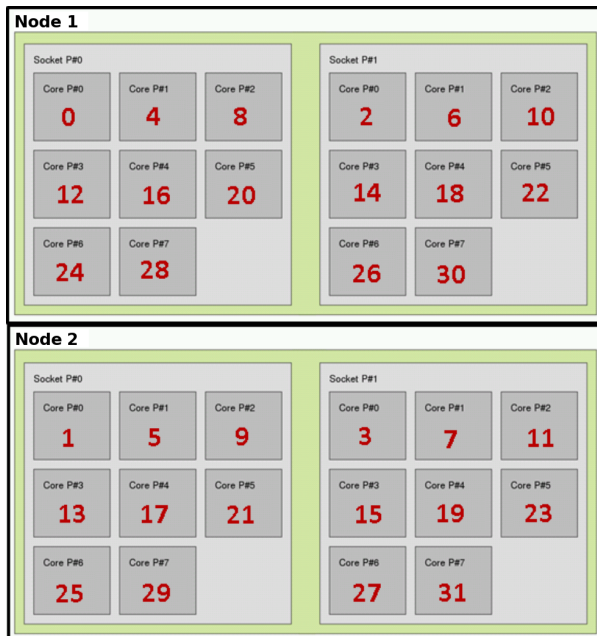 Node 1
Socket P#0
Core P#0 Core P#1 Core P#2
0 4 8
Core P#3 Core P#4 Core P#5
12 16 20
Core P#6 Core P#7
24 28
Socket P#1
Core P#0 Core P#1 Core P#2
2 6 10
Core P#3 Core P#4 Core P#5
14 18 22
Core P#6 Core P#7
26 30
Node 2
Socket P#0
Core P#0 Core P#1 Core P#2
1 5 9
Core P#3 Core P#4 Core P#5
13 17 21
Core P#6 Core P#7
25 29
Socket P#1
Core P#0 Core P#1 Core P#2
3 7 11
Core P#3 Core P#4 Core P#5
15 19 23
Core P#6 Core P#7
27 31